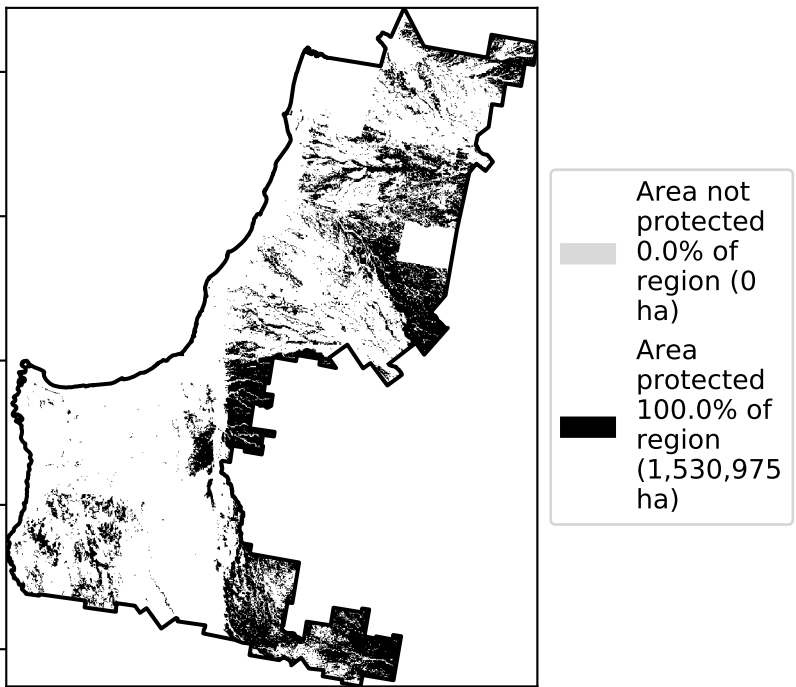 Area not
protected
0.0% of
region (0
ha)
Area
protected
100.0% of
region
(1,530,975
ha)